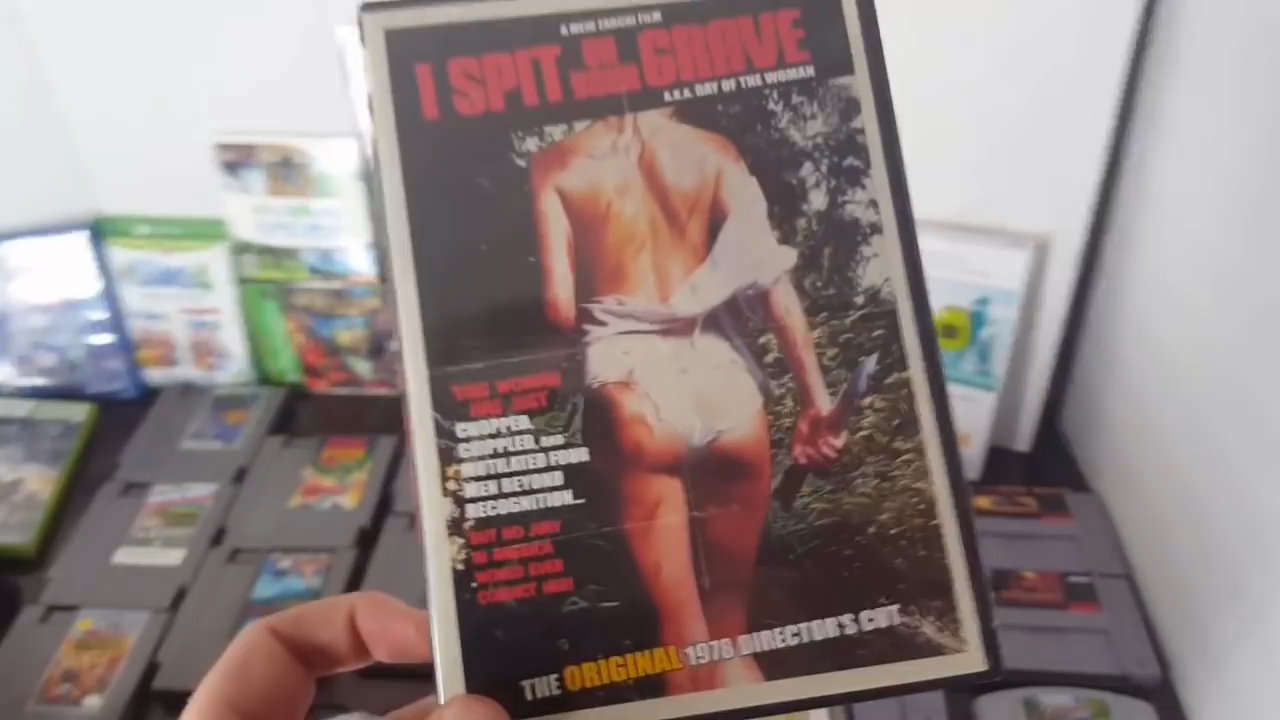 A MEIR ZARCHI FILM
I SPIT ON YOUR GRAVE
A.K.A. DAY OF THE WOMAN
THIS WOMAN
HAS JUST
CHOPPED,
CRIPPLED, AND
MUTILATED FOUR
MEN BEYOND
RECOGNITION...
BUT NO JURY
IN AMERICA
WOULD EVER
CONVICT HER!
THE ORIGINAL 1978 DIRECTOR'S CUT